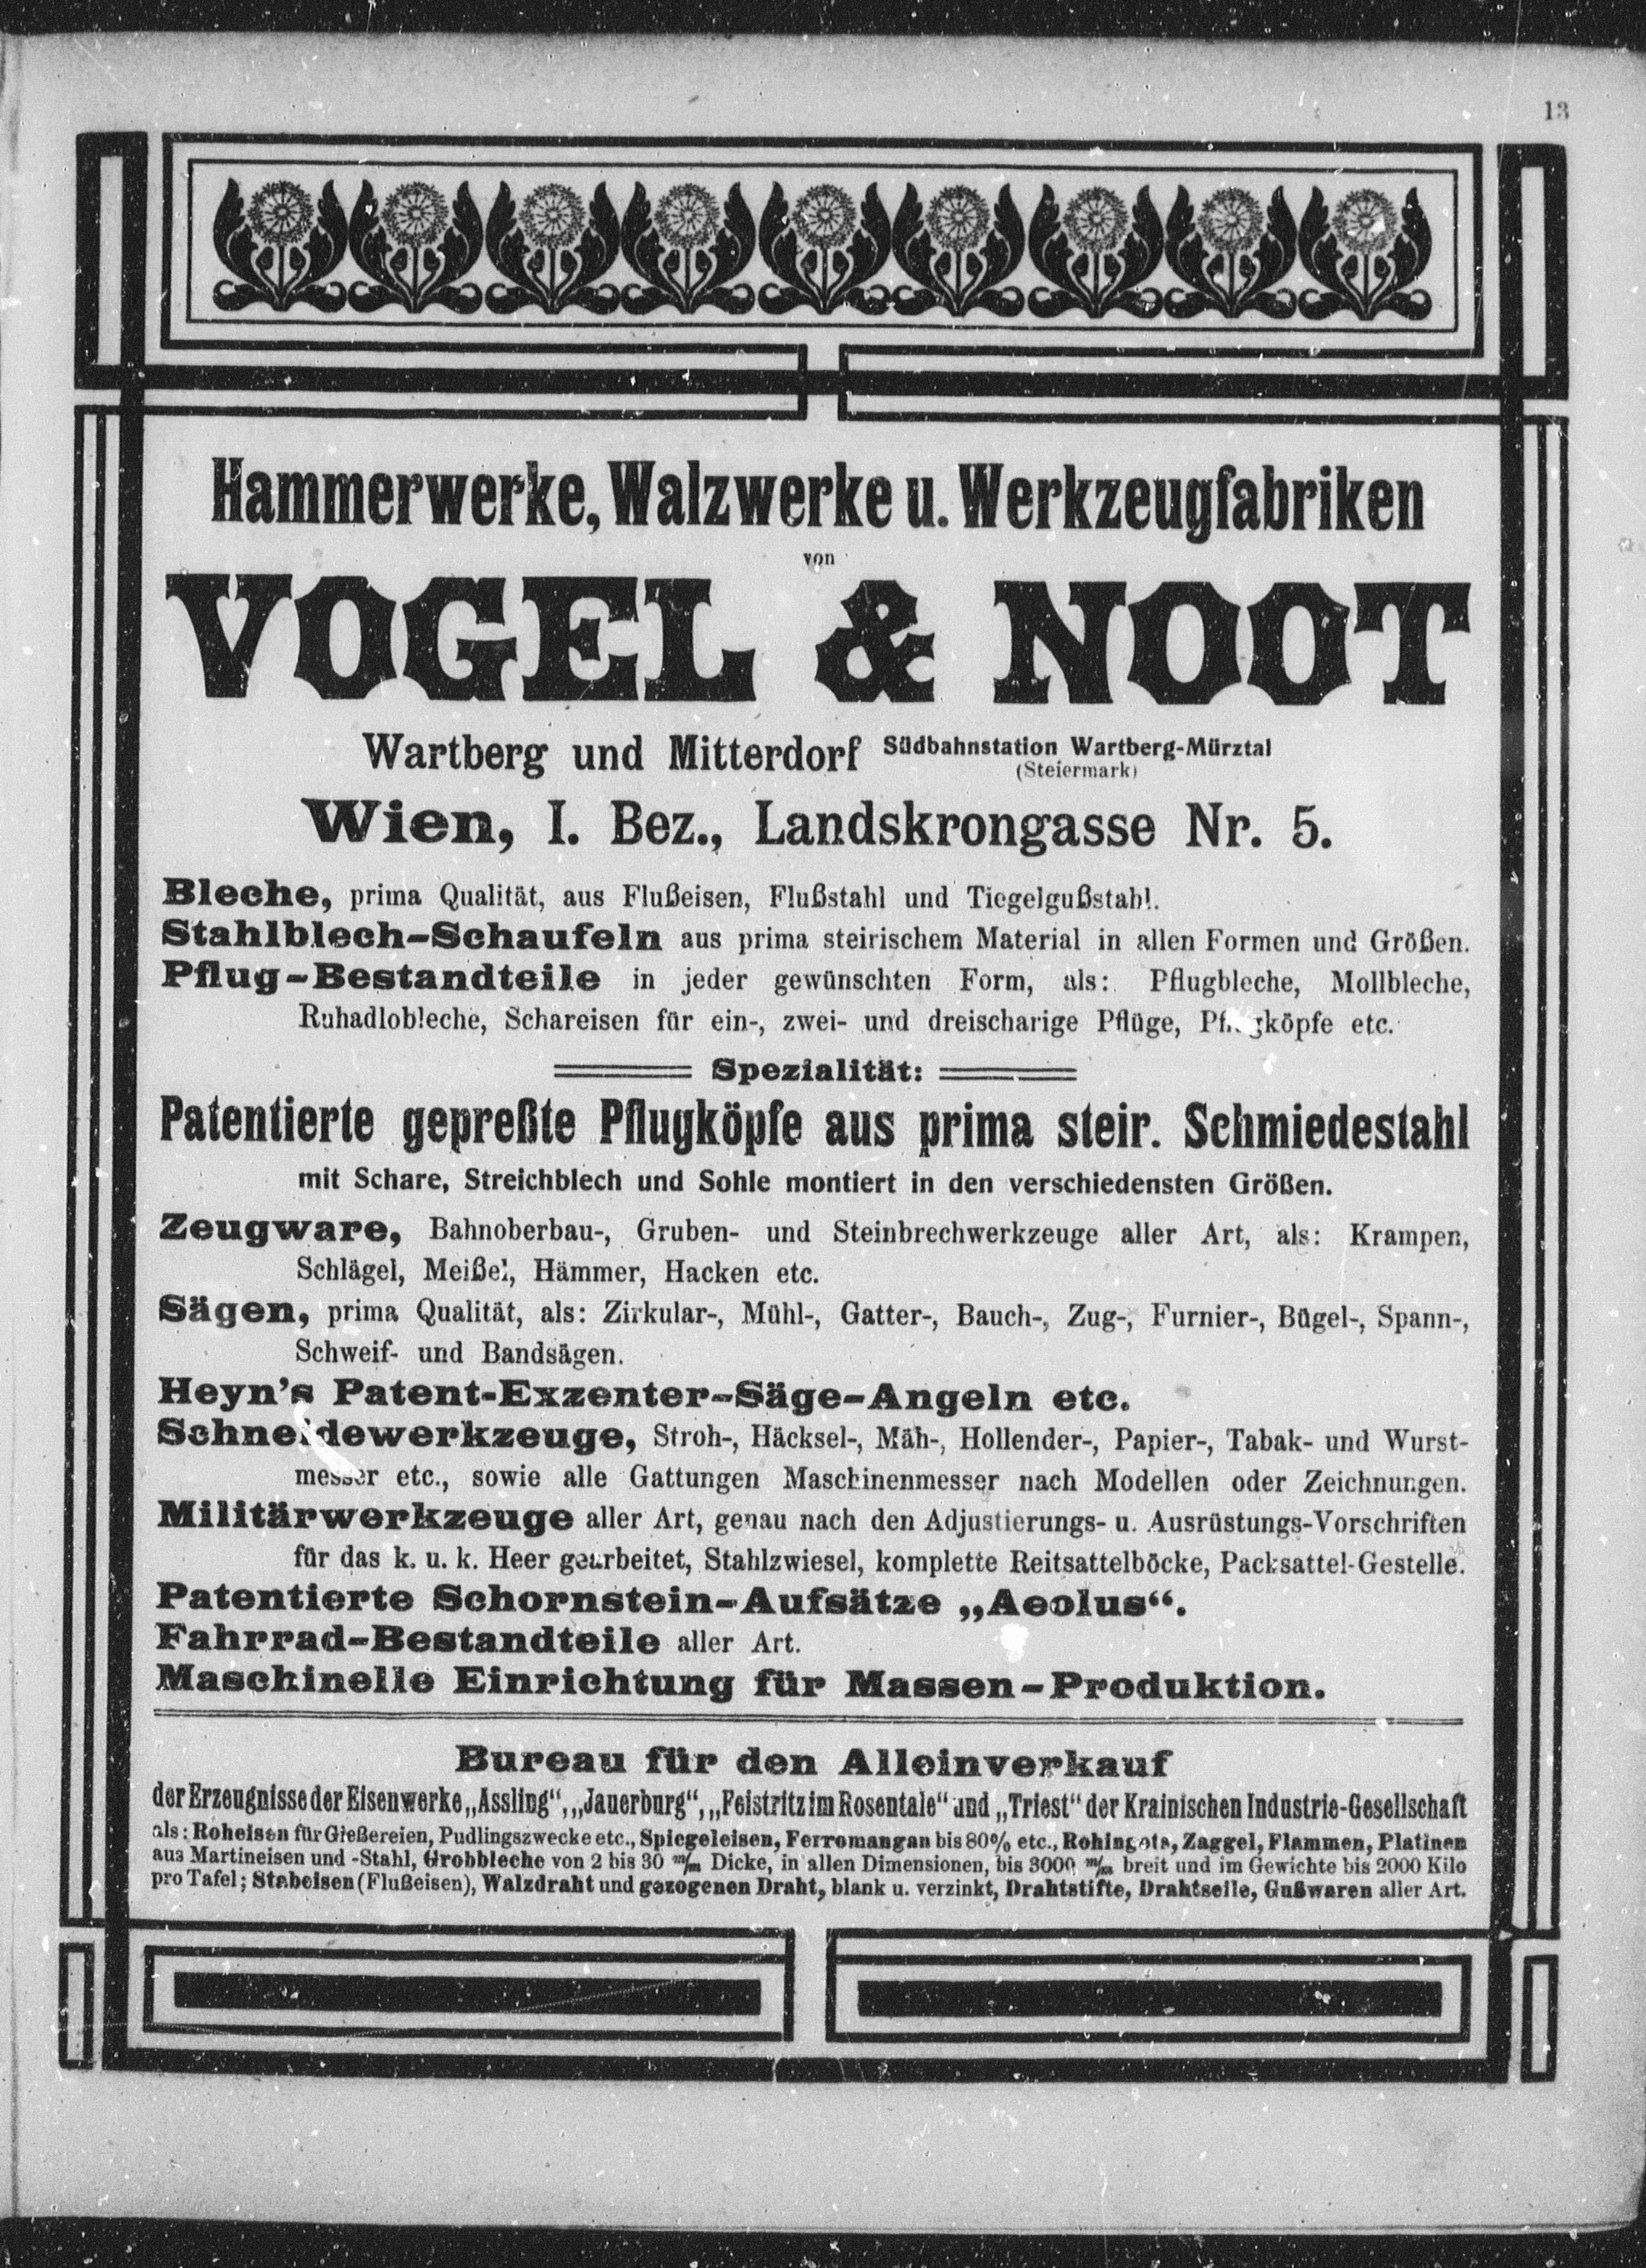 13
Hammerwerke, Walzwerke u. Werkzeugfabriken
von
VOGEL & NOOT
Wartberg und Mitterdorf Südbahnstation Wartberg-Mürztal
(Steiermark)
Wien, I. Bez., Landskrongasse Nr. 5.
Bleche, prima Qualität, aus Flußeisen, Flußstahl und Tiegelgußstahl.
Stahlblech-Schaufeln aus prima steirischem Material in allen Formen und Größen.
Pflug-Bestandteile in jeder gewünschten Form, als: Pflugbleche, Mollbleche,
Ruhadlobleche, Schareisen für ein-, zwei- und dreischarige Pflüge, Pflugköpfe etc.
Spezialität:
Patentierte gepreßte Pflugköpfe aus prima steir. Schmiedestahl
mit Schare, Streichblech und Sohle montiert in den verschiedensten Größen.
Zeugware, Bahnoberbau-, Gruben- und Steinbrechwerkzeuge aller Art, als: Krampen,
Schlägel, Meißel, Hämmer, Hacken etc.
Sägen, prima Qualität, als: Zirkular-, Mühl-, Gatter-, Bauch-, Zug-, Furnier-, Bügel-, Spann-,
Schweif- und Bandsägen.
Heyn's Patent-Exzenter-Säge-Angeln etc.
Schneidewerkzeuge, Stroh-, Häcksel-, Mäh-, Hollender-, Papier-, Tabak- und Wurst-
messer etc., sowie alle Gattungen Maschinenmesser nach Modellen oder Zeichnungen.
Militärwerkzeuge aller Art, genau nach den Adjustierungs- u. Ausrüstungs-Vorschriften
für das k. u. k. Heer gearbeitet, Stahlzwiesel, komplette Reitsattelböcke, Packsattel-Gestelle.
Patentierte Schornstein-Aufsätze „Aeolus“.
Fahrrad-Bestandteile aller Art.
Maschinelle Einrichtung für Massen-Produktion.
Bureau für den Alleinverkauf
der Erzeugnisse der Eisenwerke „Assling“, „Jauerburg“, „Feistritz im Rosentale“ und „Triest“ der Krainischen Industrie-Gesellschaft
als: Roheisen für Gießereien, Pudlingszwecke etc., Spiegeleisen, Ferromangan bis 80% etc., Rohingots, Zaggel, Flammen, Platinen
aus Martineisen und -Stahl, Grobbleche von 2 bis 30 m/m Dicke, in allen Dimensionen, bis 3000 m/m breit und im Gewichte bis 2000 Kilo
pro Tafel; Stabeisen (Flußeisen), Walzdraht und gezogenen Draht, blank u. verzinkt, Drahtstifte, Drahtseile, Gußwaren aller Art.